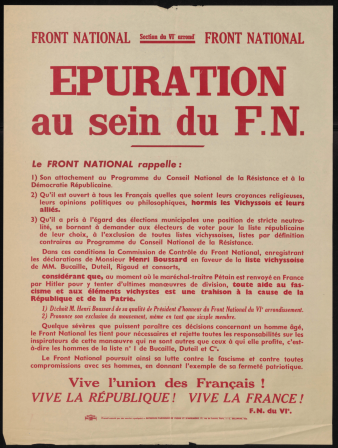 FRONT NATIONAL Section du VIe arrondt FRONT NATIONAL
EPURATION
au sein du F.N.
Le FRONT NATIONAL rappelle :
1) Son attachement au Programme du Conseil National de la Résistance et à la
Démocratie Républicaine.
2) Qu'il est ouvert à tous les Français quelles que soient leurs croyances religieuses,
leurs opinions politiques ou philosophiques, hormis les Vichyssois et leurs
alliés.
3) Qu'il a pris à l'égard des élections municipales une position de stricte neutra-
lité, se bornant à demander aux électeurs de voter pour la liste républicaine
de leur choix, à l'exclusion de toutes listes vichyssoises, listes par définition
contraires au Programme du Conseil National de la Résistance.
Dans ces conditions la Commission de Contrôle du Front National, enregistrant
les déclarations de Monsieur Henri Boussard en faveur de la liste vichyssoise
de MM. Bucaille, Duteil, Rigaud et consorts,
considérant que, au moment où le maréchal-traître Pétain est renvoyé en France
par Hitler pour y tenter d'ultimes manœuvres de division, toute aide au fas-
cisme et aux éléments vichystes est une trahison à la cause de la
République et de la Patrie.
1) Déchoit M. Henri Boussard de sa qualité de Président d'honneur du Front National du VIe arrondissement.
2) Prononce son exclusion du mouvement, même en tant que simple membre.
Quelque sévères que puissent paraître ces décisions concernant un homme âgé,
le Front National les tient pour nécessaires et rejette toutes les responsabilités sur les
inspirateurs de cette manœuvre qui ne sont autres que ceux à qui elle profite, c'est-
à-dire les hommes de la liste n° 1 de Bucaille, Duteil et Cie.
Le Front National poursuit ainsi sa lutte contre le fascisme et contre toutes
compromissions avec ses hommes, en donnant l'exemple de sa fermeté patriotique.
Vive l'union des Français !
VIVE LA RÉPUBLIQUE ! VIVE LA FRANCE !
F.N. du VIe.